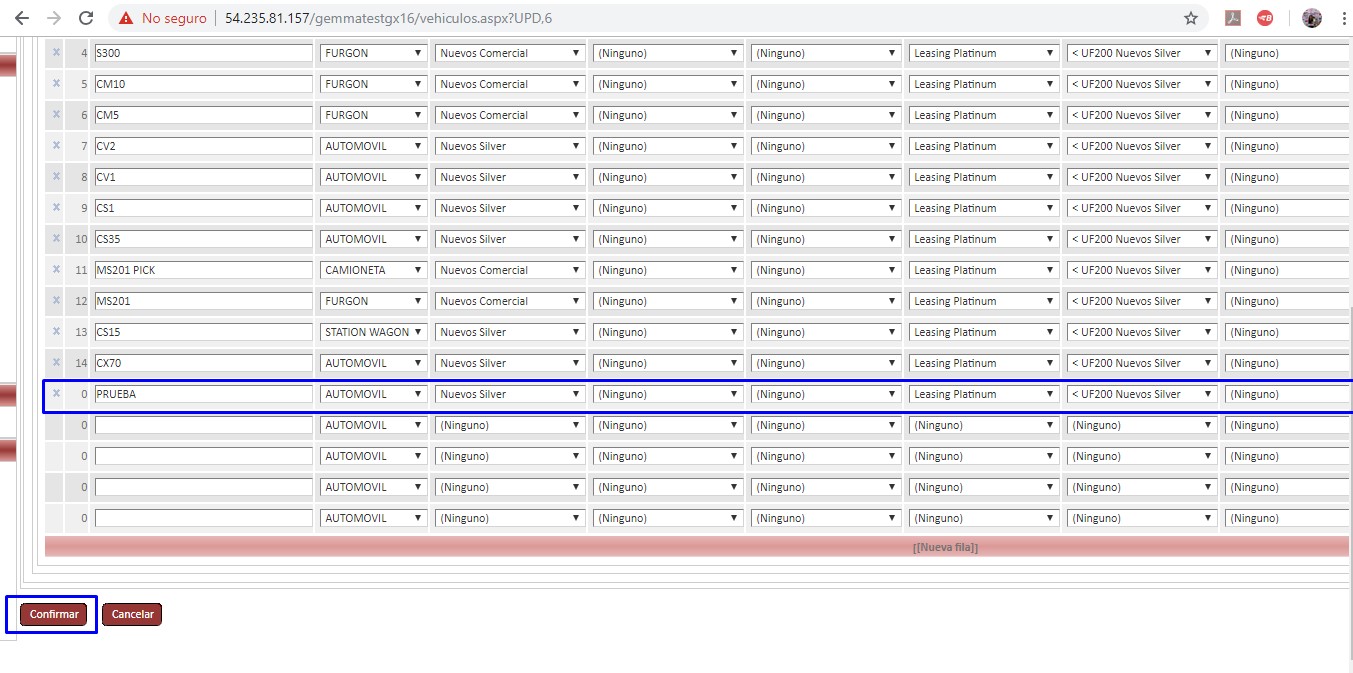 No seguro 54.235.81.157/gemmatestgx16/vehiculos.aspx?UPD,6
x 4 S300 FURGON Nuevos Comercial (Ninguno) (Ninguno) Leasing Platinum < UF200 Nuevos Silver (Ninguno)
x 5 CM10 FURGON Nuevos Comercial (Ninguno) (Ninguno) Leasing Platinum < UF200 Nuevos Silver (Ninguno)
x 6 CM5 FURGON Nuevos Comercial (Ninguno) (Ninguno) Leasing Platinum < UF200 Nuevos Silver (Ninguno)
x 7 CV2 AUTOMOVIL Nuevos Silver (Ninguno) (Ninguno) Leasing Platinum < UF200 Nuevos Silver (Ninguno)
x 8 CV1 AUTOMOVIL Nuevos Silver (Ninguno) (Ninguno) Leasing Platinum < UF200 Nuevos Silver (Ninguno)
x 9 CS1 AUTOMOVIL Nuevos Silver (Ninguno) (Ninguno) Leasing Platinum < UF200 Nuevos Silver (Ninguno)
x 10 CS35 AUTOMOVIL Nuevos Silver (Ninguno) (Ninguno) Leasing Platinum < UF200 Nuevos Silver (Ninguno)
x 11 MS201 PICK CAMIONETA Nuevos Comercial (Ninguno) (Ninguno) Leasing Platinum < UF200 Nuevos Silver (Ninguno)
x 12 MS201 FURGON Nuevos Comercial (Ninguno) (Ninguno) Leasing Platinum < UF200 Nuevos Silver (Ninguno)
x 13 CS15 STATION WAGON Nuevos Silver (Ninguno) (Ninguno) Leasing Platinum < UF200 Nuevos Silver (Ninguno)
x 14 CX70 AUTOMOVIL Nuevos Silver (Ninguno) (Ninguno) Leasing Platinum < UF200 Nuevos Silver (Ninguno)
x 0 PRUEBA AUTOMOVIL Nuevos Silver (Ninguno) (Ninguno) Leasing Platinum < UF200 Nuevos Silver (Ninguno)
0 AUTOMOVIL (Ninguno) (Ninguno) (Ninguno) (Ninguno) (Ninguno) (Ninguno)
0 AUTOMOVIL (Ninguno) (Ninguno) (Ninguno) (Ninguno) (Ninguno) (Ninguno)
0 AUTOMOVIL (Ninguno) (Ninguno) (Ninguno) (Ninguno) (Ninguno) (Ninguno)
0 AUTOMOVIL (Ninguno) (Ninguno) (Ninguno) (Ninguno) (Ninguno) (Ninguno)
[[Nueva fila]]
Confirmar Cancelar